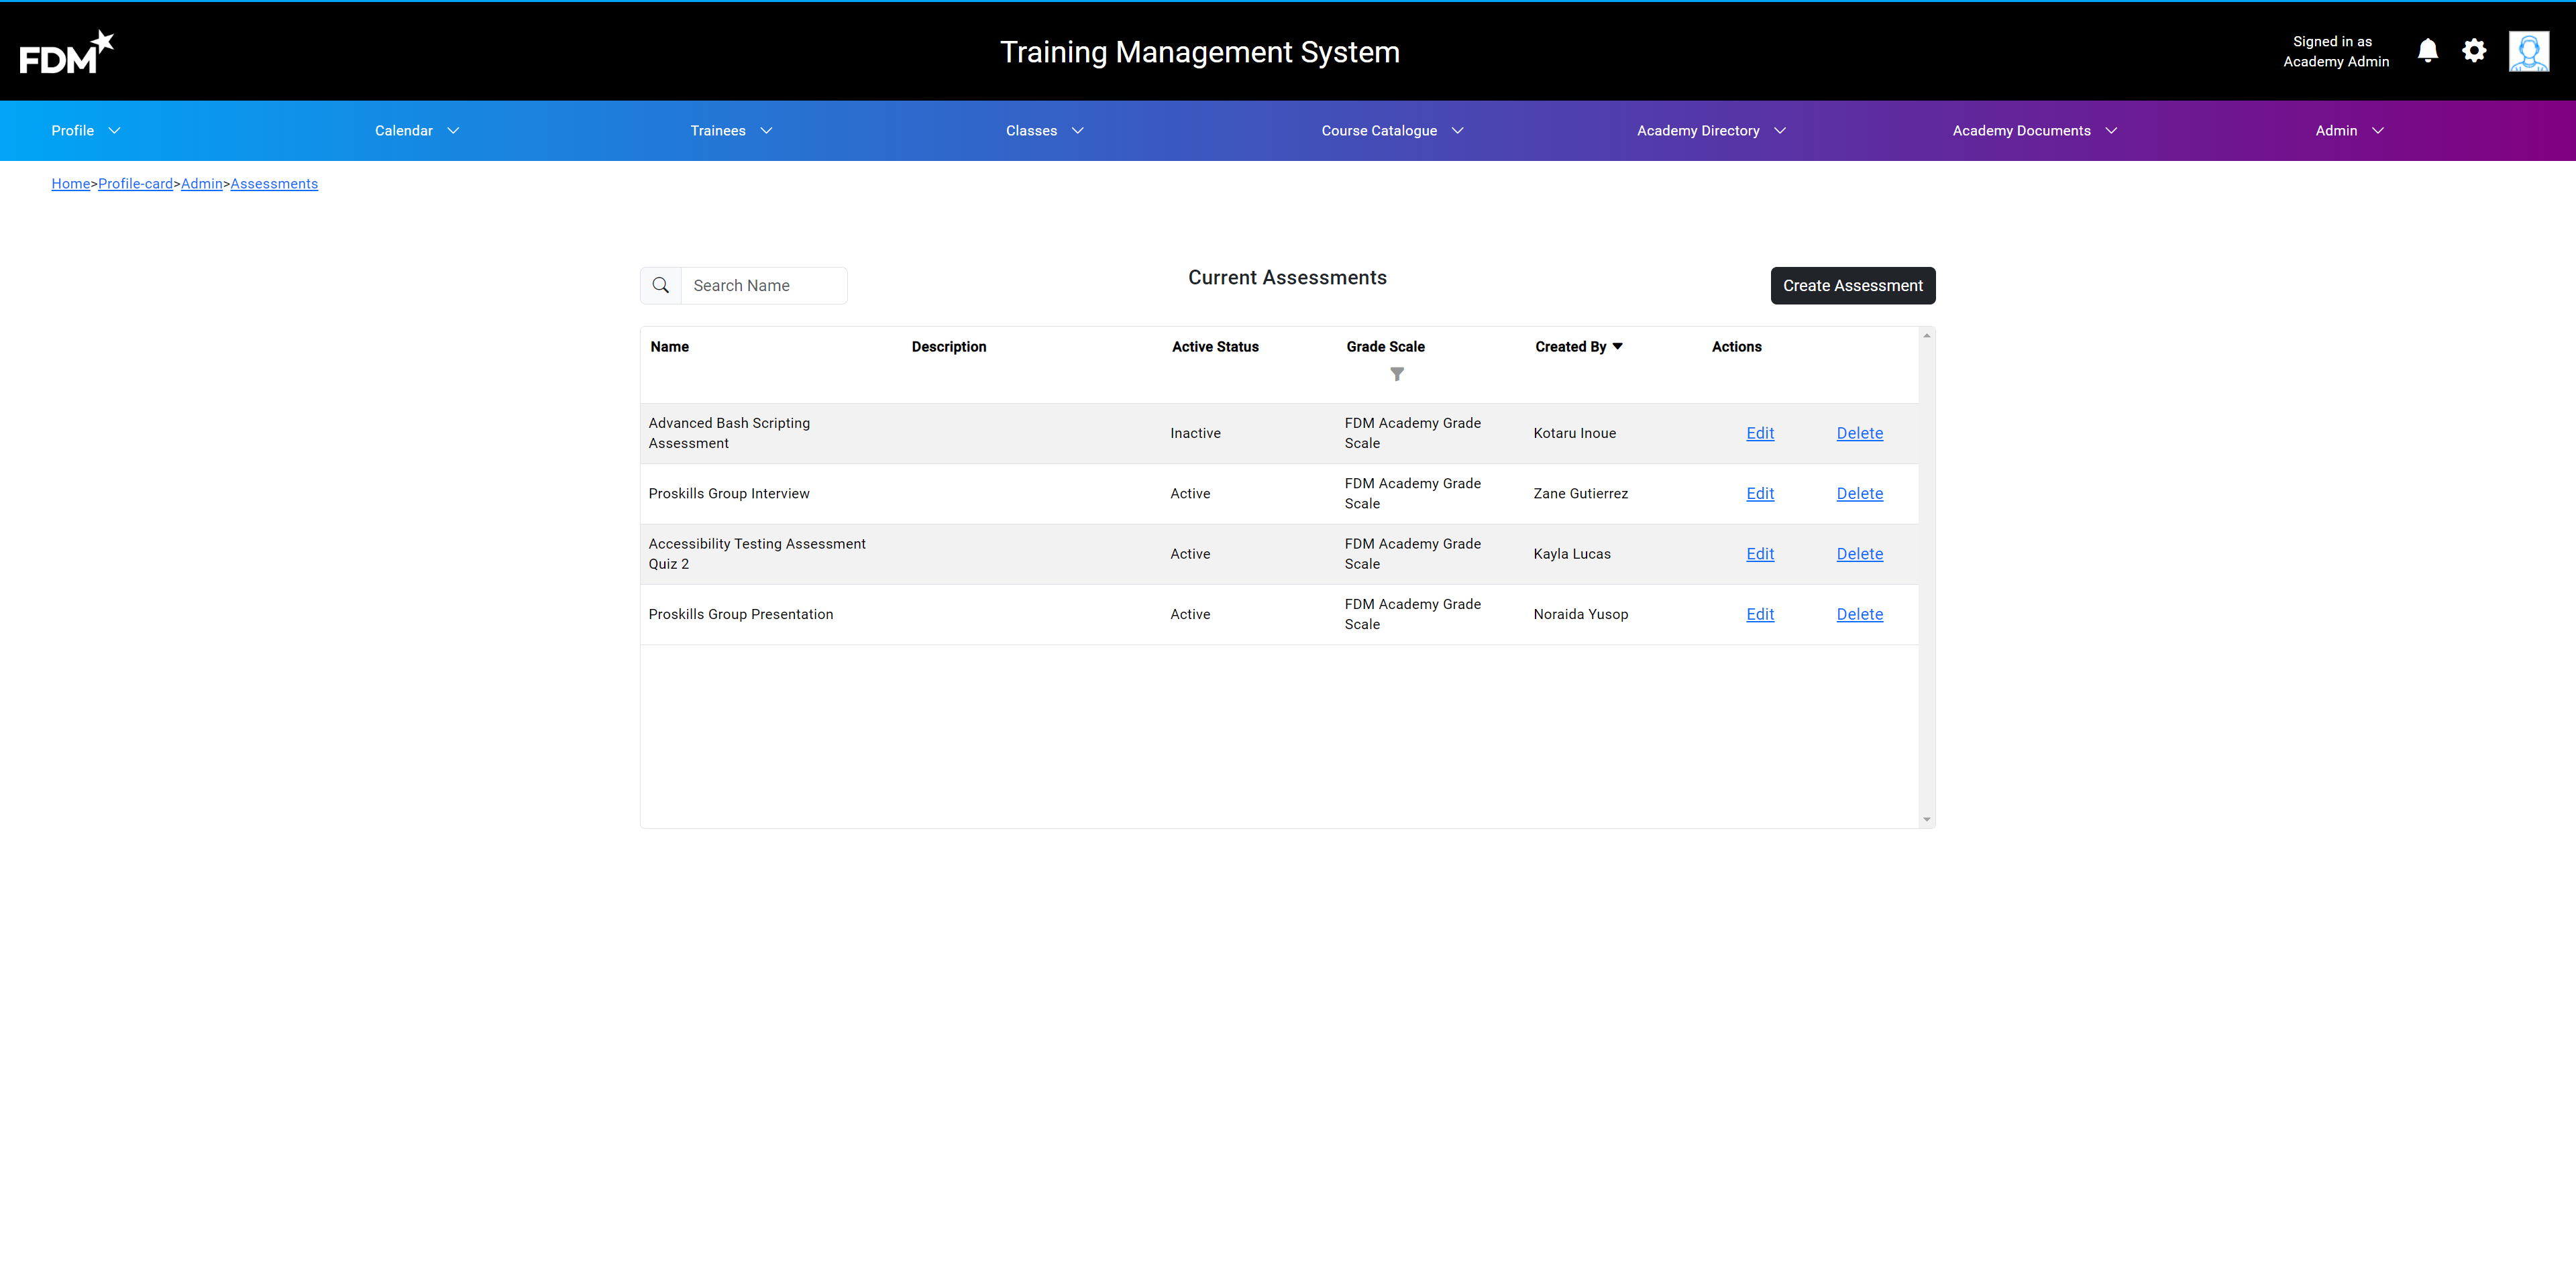 FDM
Training Management System
Signed in as
Academy Admin
Profile
Calendar
Trainees
Classes
Course Catalogue
Academy Directory
Academy Documents
Admin
Home>Profile-card>Admin>Assessments
Search Name
Current Assessments
Create Assessment
Name
Description
Active Status
Grade Scale
Created By
Actions
Advanced Bash Scripting
Assessment
Inactive
FDM Academy Grade
Scale
Kotaru Inoue
Edit
Delete
Proskills Group Interview
Active
FDM Academy Grade
Scale
Zane Gutierrez
Edit
Delete
Accessibility Testing Assessment
Quiz 2
Active
FDM Academy Grade
Scale
Kayla Lucas
Edit
Delete
Proskills Group Presentation
Active
FDM Academy Grade
Scale
Noraida Yusop
Edit
Delete